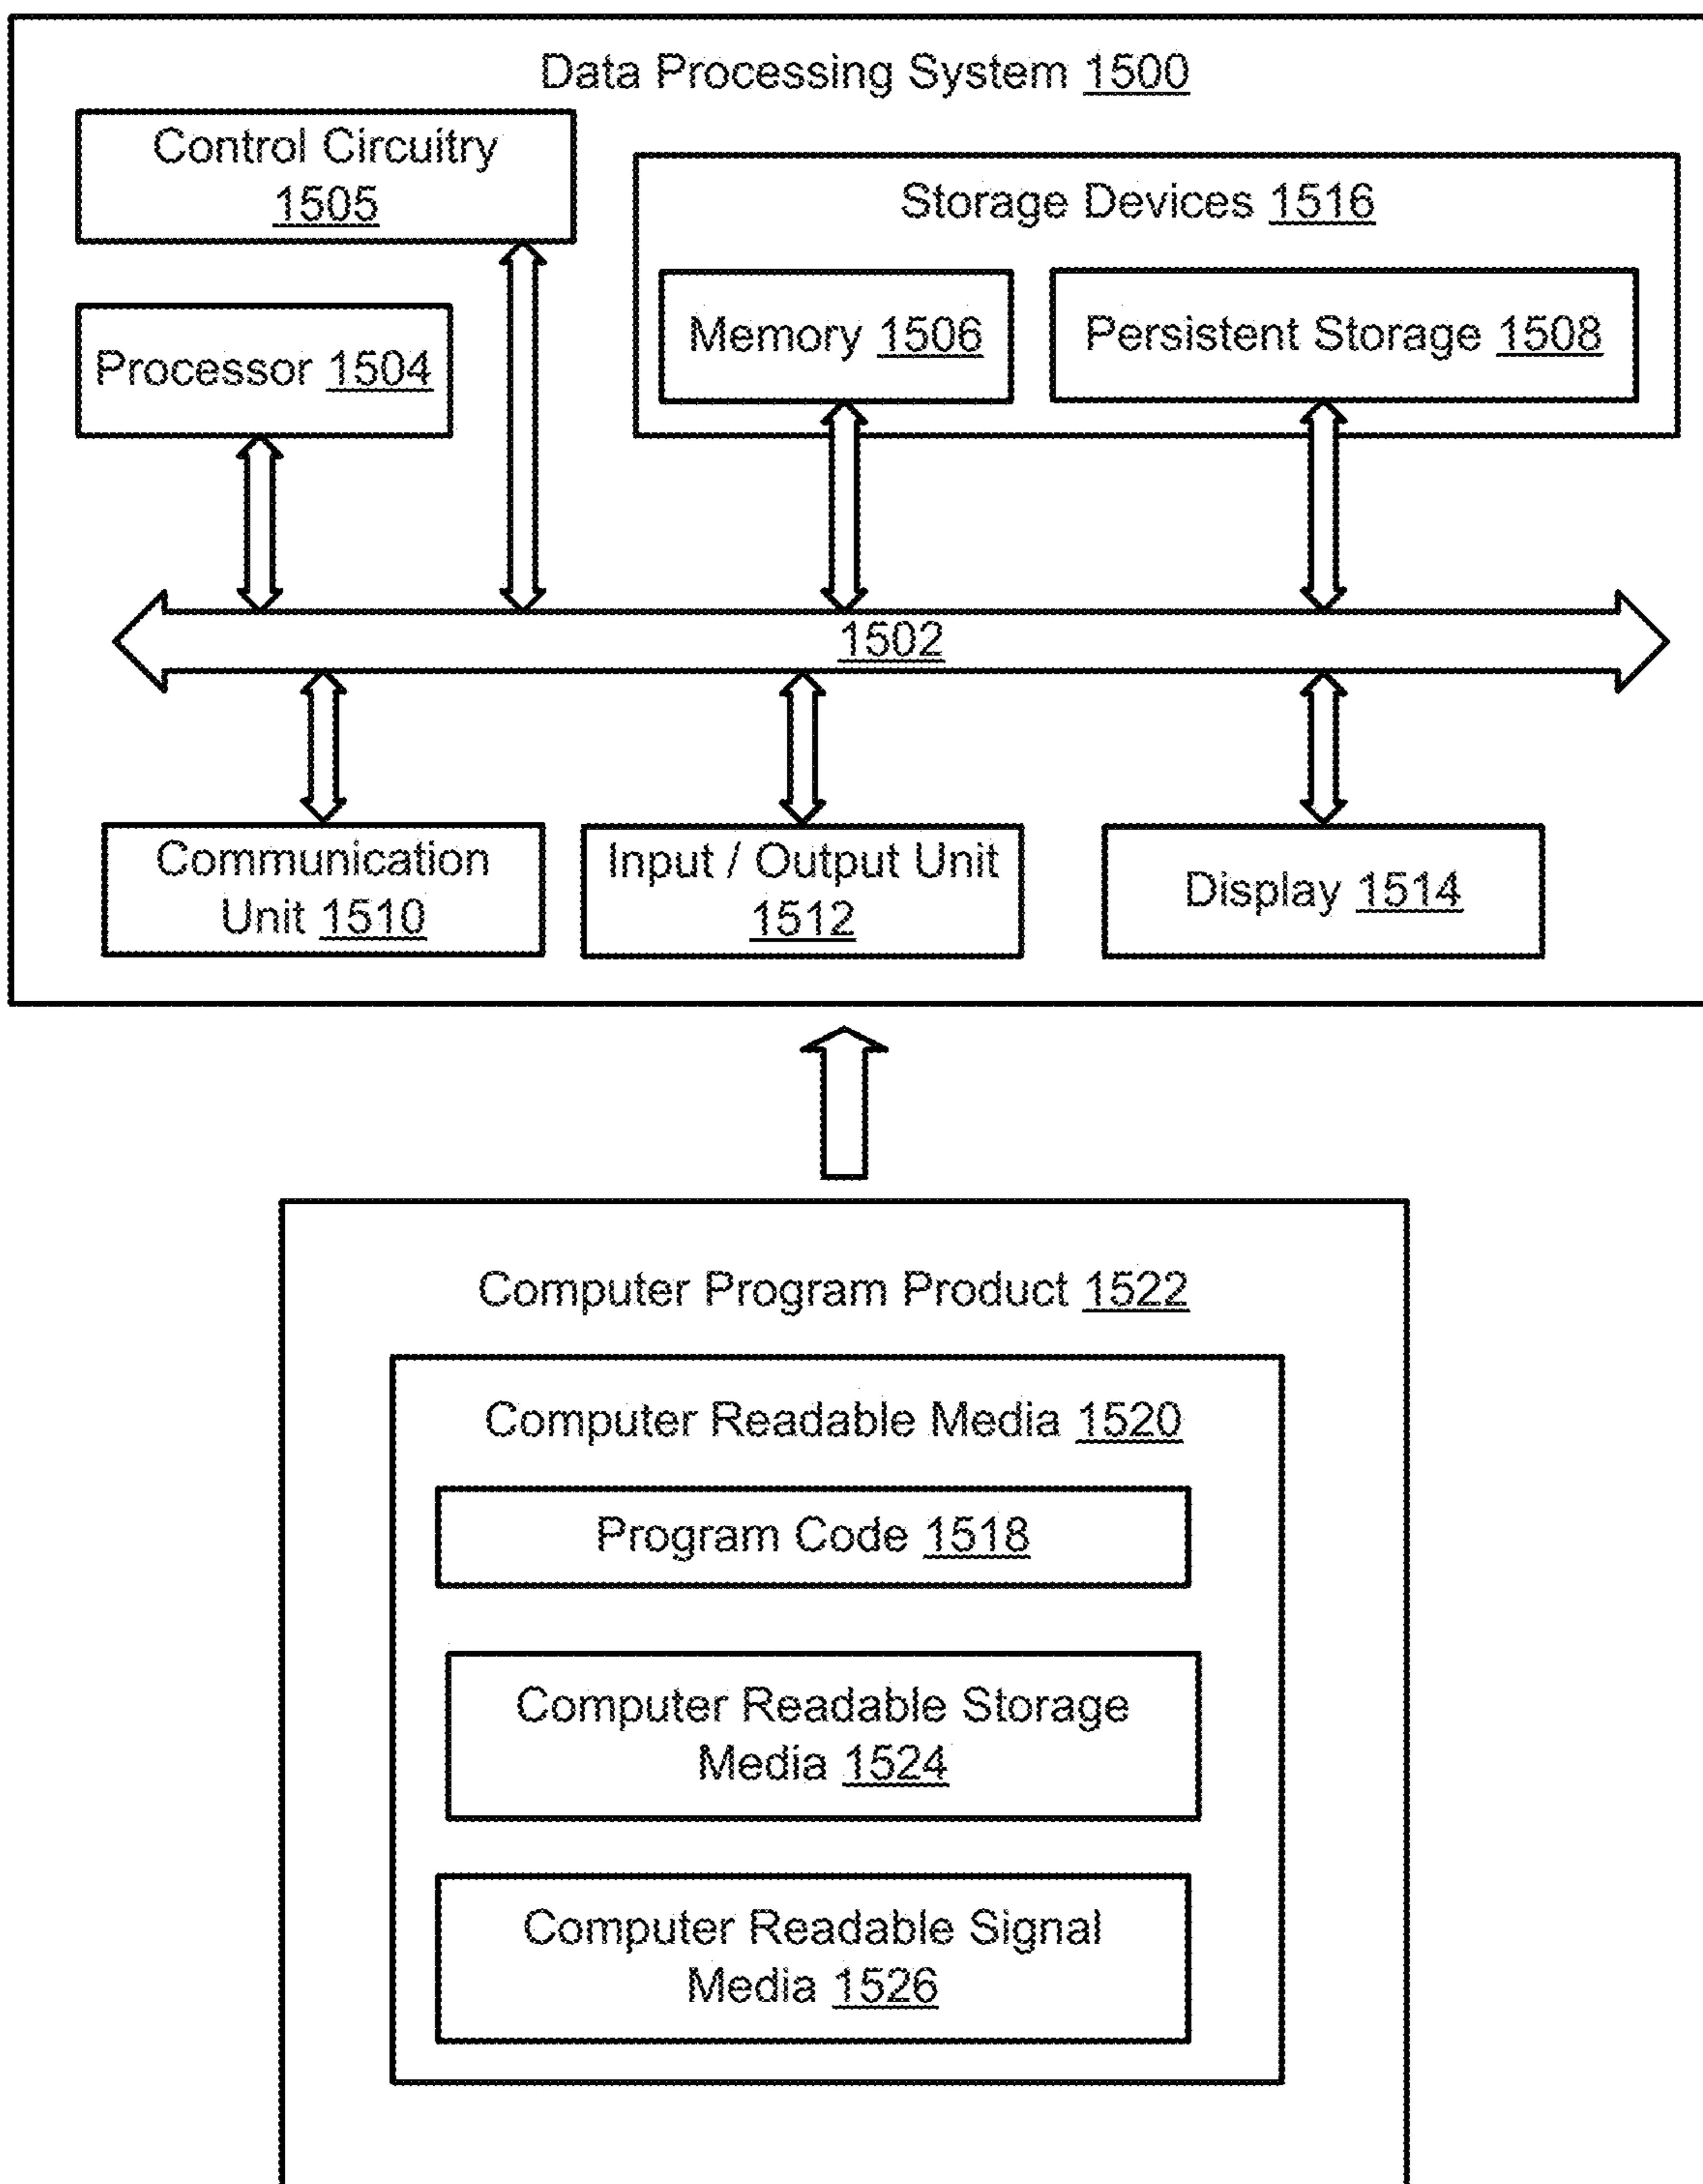 Data Processing System 1500
Control Circuitry
1505
Storage Devices 1516
Memory 1506
Persistent Storage 1508
Processor 1504
1502
Communication
Unit 1510
Input / Output Unit
1512
Display 1514
Computer Program Product 1522
Computer Readable Media 1520
Program Code 1518
Computer Readable Storage
Media 1524
Computer Readable Signal
Media 1526